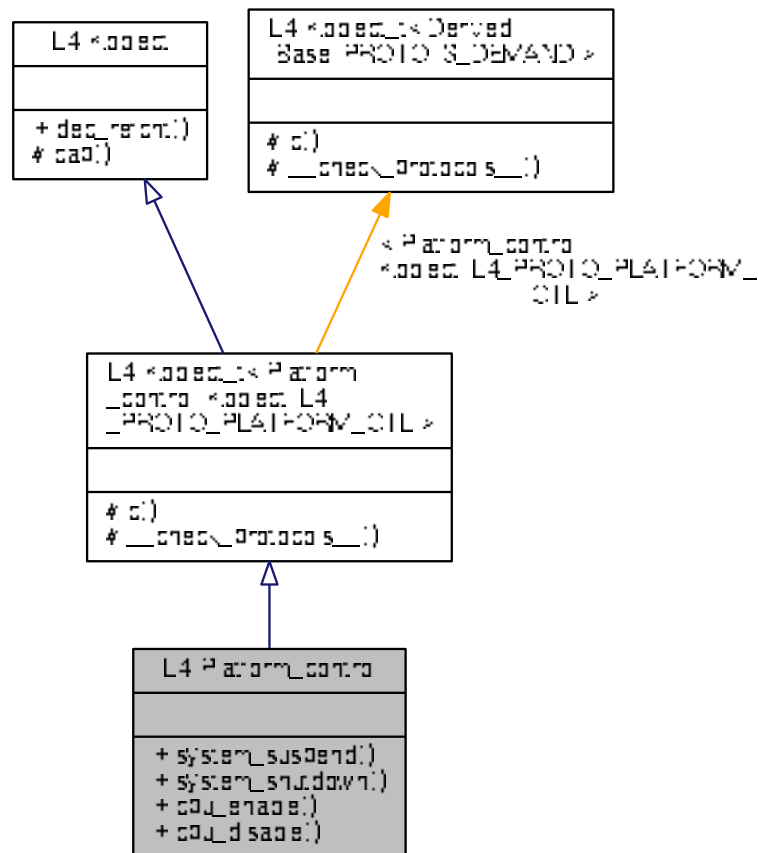 L4::Kobject
+ dec_refcnt()
# cap()
L4::Kobject_t< Derived,
Base, PROTO, S_DEMAND >
# c()
# __check_protocols__()
< Platform_control,
Kobject, L4_PROTO_PLATFORM_
CTL >
L4::Kobject_t< Platform
_control, Kobject, L4
_PROTO_PLATFORM_CTL >
# c()
# __check_protocols__()
L4::Platform_control
+ system_suspend()
+ system_shutdown()
+ cpu_enable()
+ cpu_disable()